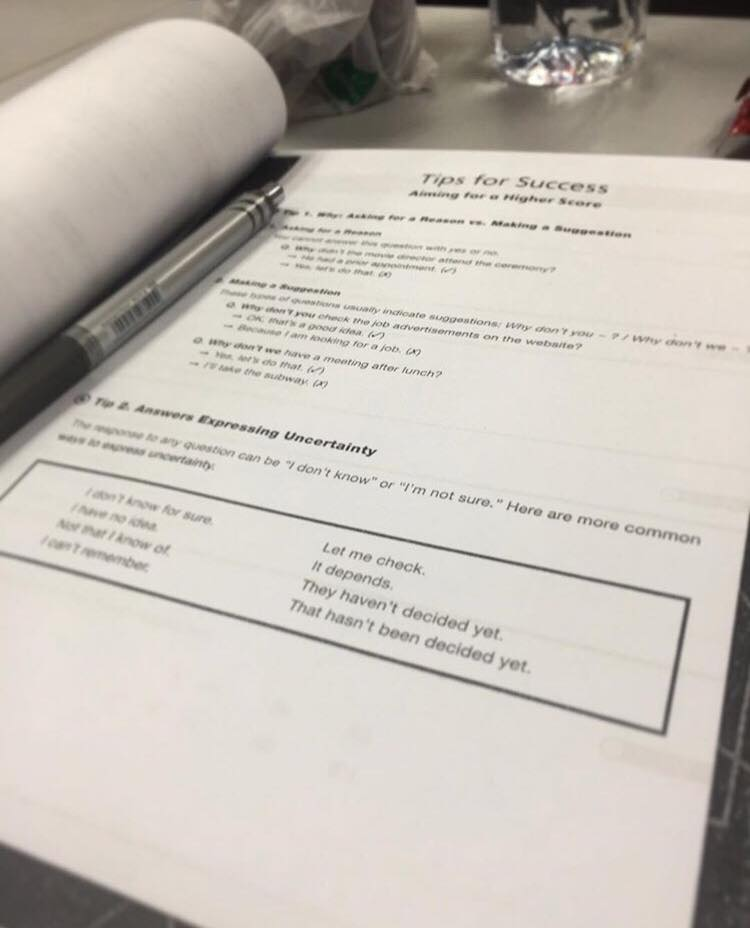 Tips for Success
Aiming for a Higher Score
Tip 1. Why: Asking for a Reason vs. Making a Suggestion
Asking for a Reason
You cannot answer this question with yes or no.
Q. Why didn't the movie director attend the ceremony?
→ He had a prior appointment. (✓)
→ Yes, let's do that. (✗)
2. Making a Suggestion
These types of questions usually indicate suggestions: Why don't you ~ ? / Why don't we ~
Q. Why don't you check the job advertisements on the website?
→ OK, that's a good idea. (✓)
→ Because I am looking for a job. (✗)
Q. Why don't we have a meeting after lunch?
→ Yes, let's do that. (✓)
→ I'll take the subway. (✗)
Tip 2. Answers Expressing Uncertainty
The response to any question can be "I don't know" or "I'm not sure." Here are more common
ways to express uncertainty.
I don't know for sure.
I have no idea.
Not that I know of.
I can't remember.
Let me check.
It depends.
They haven't decided yet.
That hasn't been decided yet.